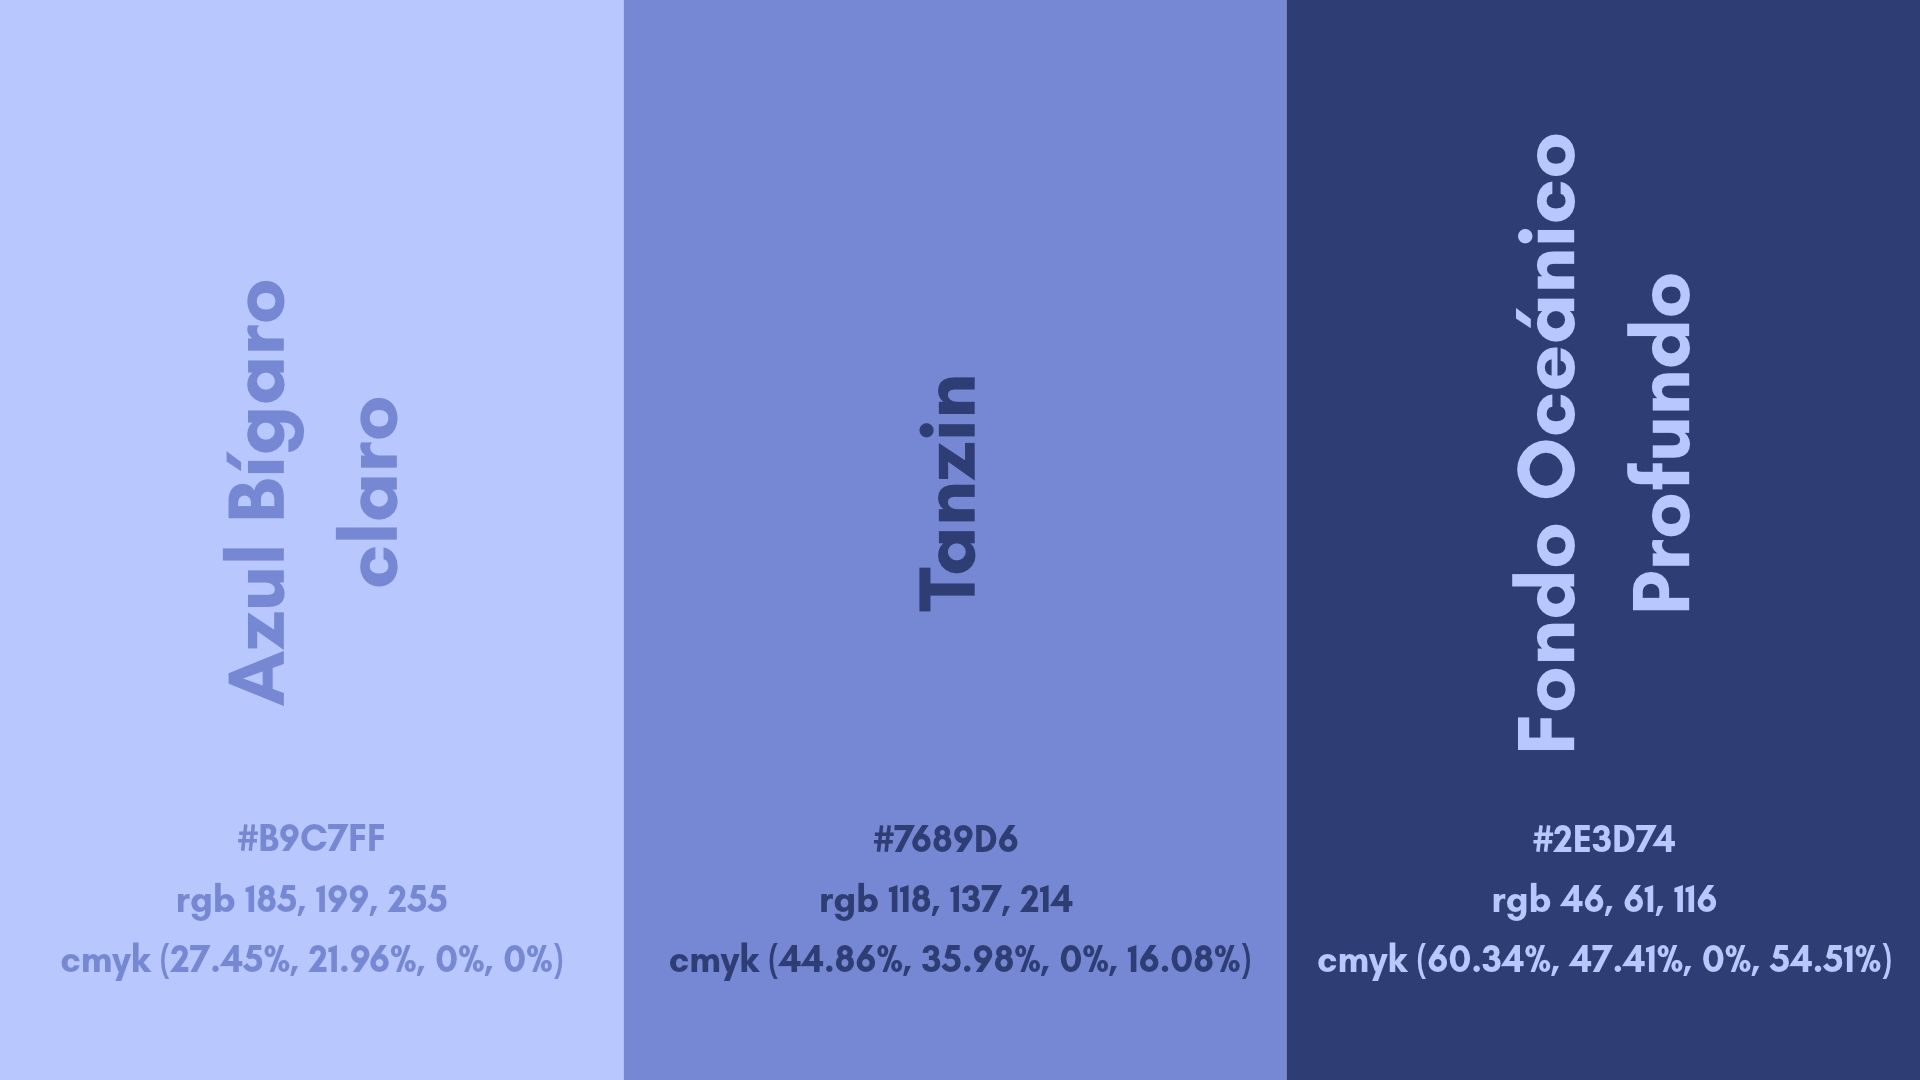 Azul Bígaro
claro
#B9C7FF
rgb 185, 199, 255
cmyk (27.45%, 21.96%, 0%, 0%)
Tanzin
#7689D6
rgb 118, 137, 214
cmyk (44.86%, 35.98%, 0%, 16.08%)
Fondo Oceánico
Profundo
#2E3D74
rgb 46, 61, 116
cmyk (60.34%, 47.41%, 0%, 54.51%)